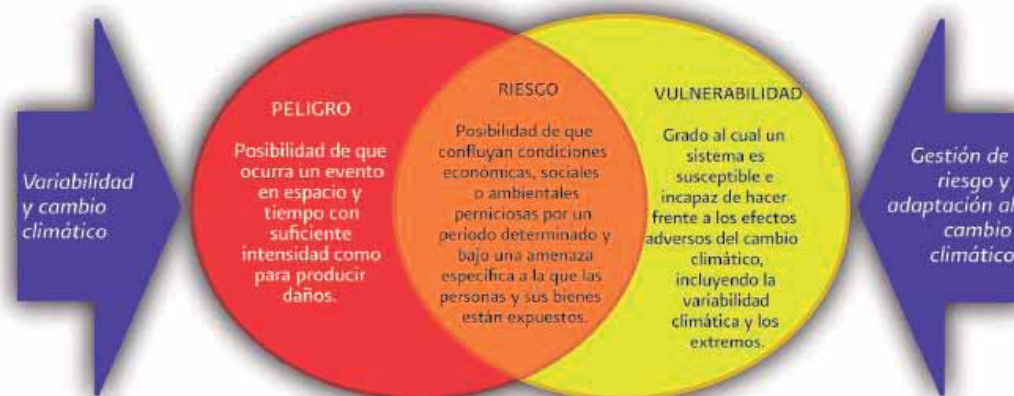 Variabilidad
y cambio
climático
PELIGRO
Posibilidad de que
ocurra un evento
en espacio y
tiempo con
suficiente
intensidad como
para producir
daños.
RIESGO
Posibilidad de que
confluyan condiciones
económicas, sociales
o ambientales
perniciosas por un
periodo determinado y
bajo una amenaza
específica a la que las
personas y sus bienes
están expuestos.
VULNERABILIDAD
Grado al cual un
sistema es
susceptible e
incapaz de hacer
frente a los efectos
adversos del cambio
climático,
incluyendo la
variabilidad
climática y los
extremos.
Gestión de
riesgo y
adaptación al
cambio
climático